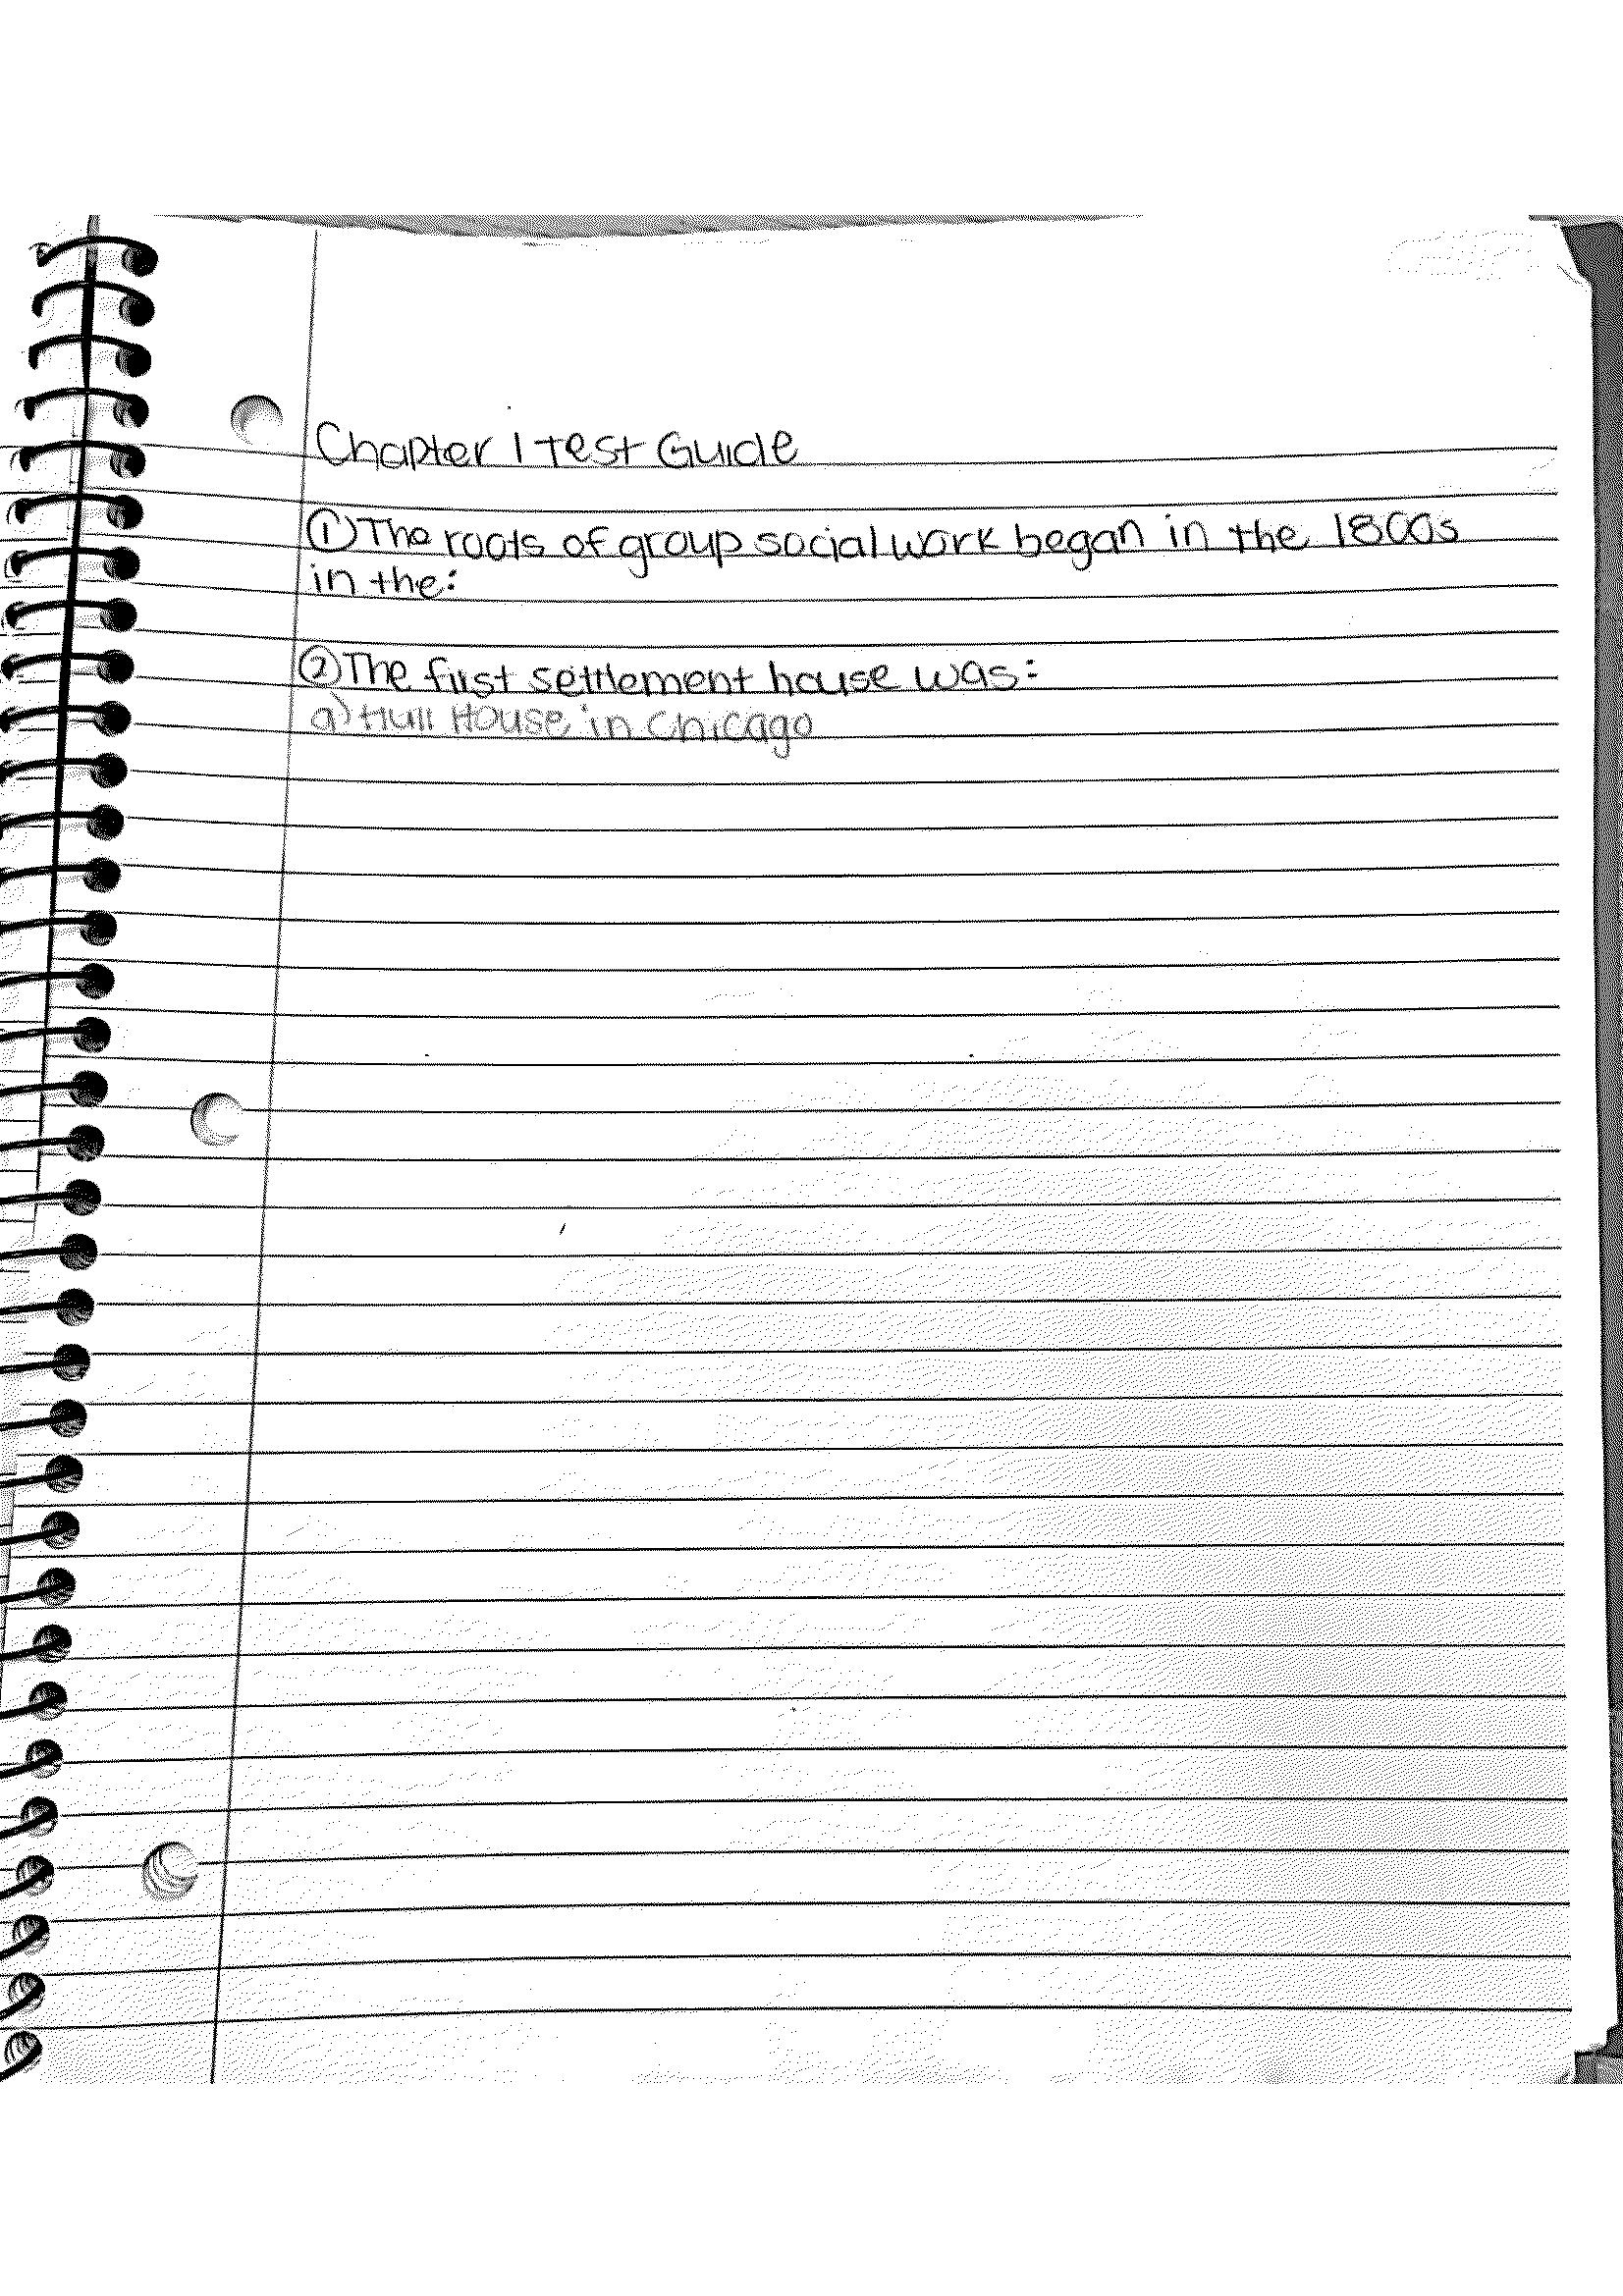 Chapter 1 Test Guide
① The roots of group social work began in the 1800s
in the:
② The first settlement house was:
a) Hull House in Chicago